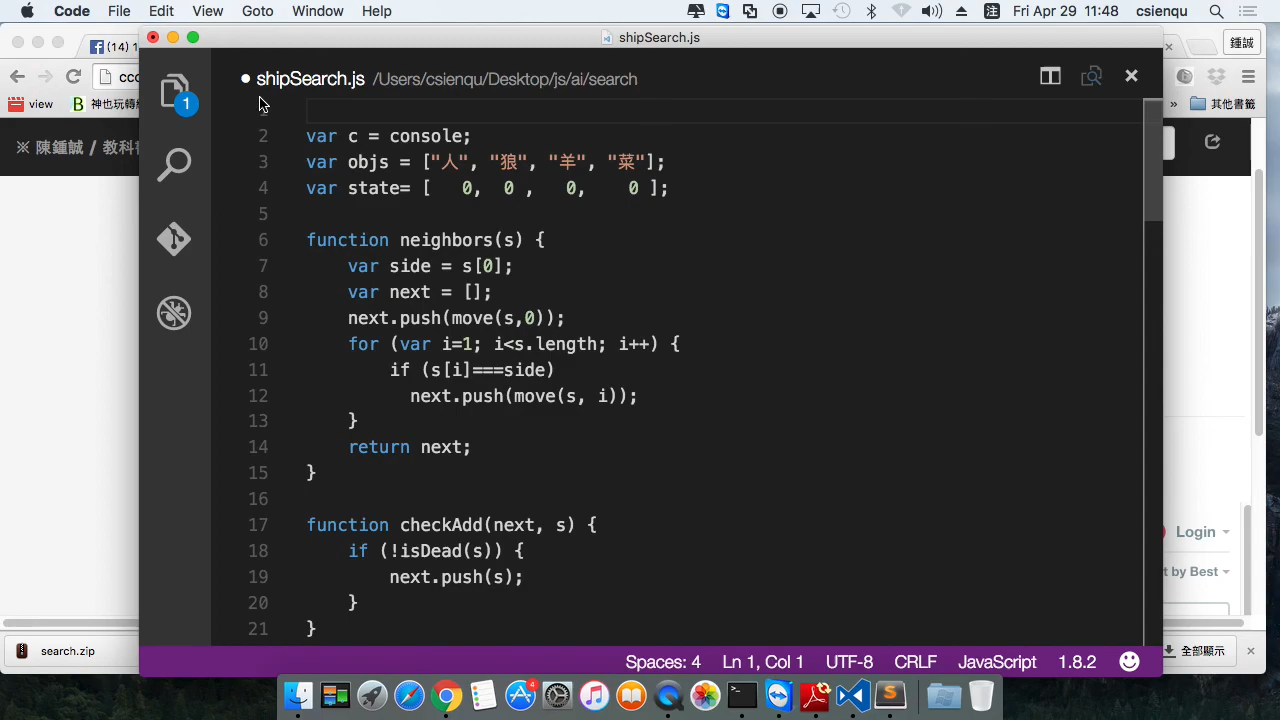 Code File Edit View Goto Window Help
注 Fri Apr 29 11:48 csienqu
shipSearch.js
(14) 1
鍾誠
ccc
view
神也玩轉
»
其他書籤
※ 陳鍾誠 / 教科
1
shipSearch.js /Users/csienqu/Desktop/js/ai/search
1
2 var c = console;
3 var objs = ["人", "狼", "羊", "菜"];
4 var state= [ 0, 0 , 0, 0 ];
5
6 function neighbors(s) {
7 var side = s[0];
8 var next = [];
9 next.push(move(s,0));
10 for (var i=1; i<s.length; i++) {
11 if (s[i]===side)
12 next.push(move(s, i));
13 }
14 return next;
15 }
16
17 function checkAdd(next, s) {
18 if (!isDead(s)) {
19 next.push(s);
20 }
21 }
Login
t by Best
search.zip
全部顯示
Spaces: 4 Ln 1, Col 1 UTF-8 CRLF JavaScript 1.8.2
4